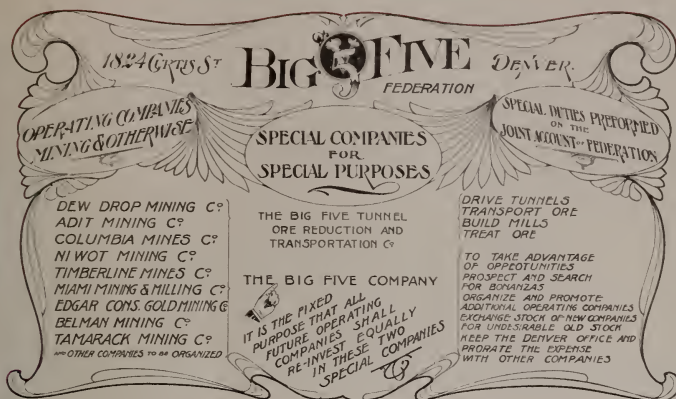 1824 CURTIS ST BIG 5 FIVE DENVER.
FEDERATION
OPERATING COMPANIES
MINING & OTHERWISE
SPECIAL COMPANIES
FOR
SPECIAL PURPOSES
SPECIAL DUTIES PREFORMED
ON THE
JOINT ACCOUNT OF FEDERATION
DEW DROP MINING Co
ADIT MINING Co
COLUMBIA MINES Co
NI WOT MINING Co
TIMBERLINE MINES Co
MIAMI MINING & MILLING Co
EDGAR CONS. GOLD MINING Co
BELMAN MINING Co
TAMARACK MINING Co
AND OTHER COMPANIES TO BE ORGANIZED
THE BIG FIVE TUNNEL
ORE REDUCTION AND
TRANSPORTATION Co
THE BIG FIVE COMPANY
IT IS THE FIXED
PURPOSE THAT ALL
FUTURE OPERATING
COMPANIES SHALL
RE-INVEST EQUALLY
IN THESE TWO
SPECIAL COMPANIES
DRIVE TUNNELS
TRANSPORT ORE
BUILD MILLS
TREAT ORE
TO TAKE ADVANTAGE
OF OPPEOTUNITIES
PROSPECT AND SEARCH
FOR BONANZAS
ORGANIZE AND PROMOTE
ADDITIONAL OPERATING COMPANIES
EXCHANGE STOCK OF NEW COMPANIES
FOR UNDESIRABLE OLD STOCK
KEEP THE DENVER OFFICE AND
PRORATE THE EXPENSE
WITH OTHER COMPANIES